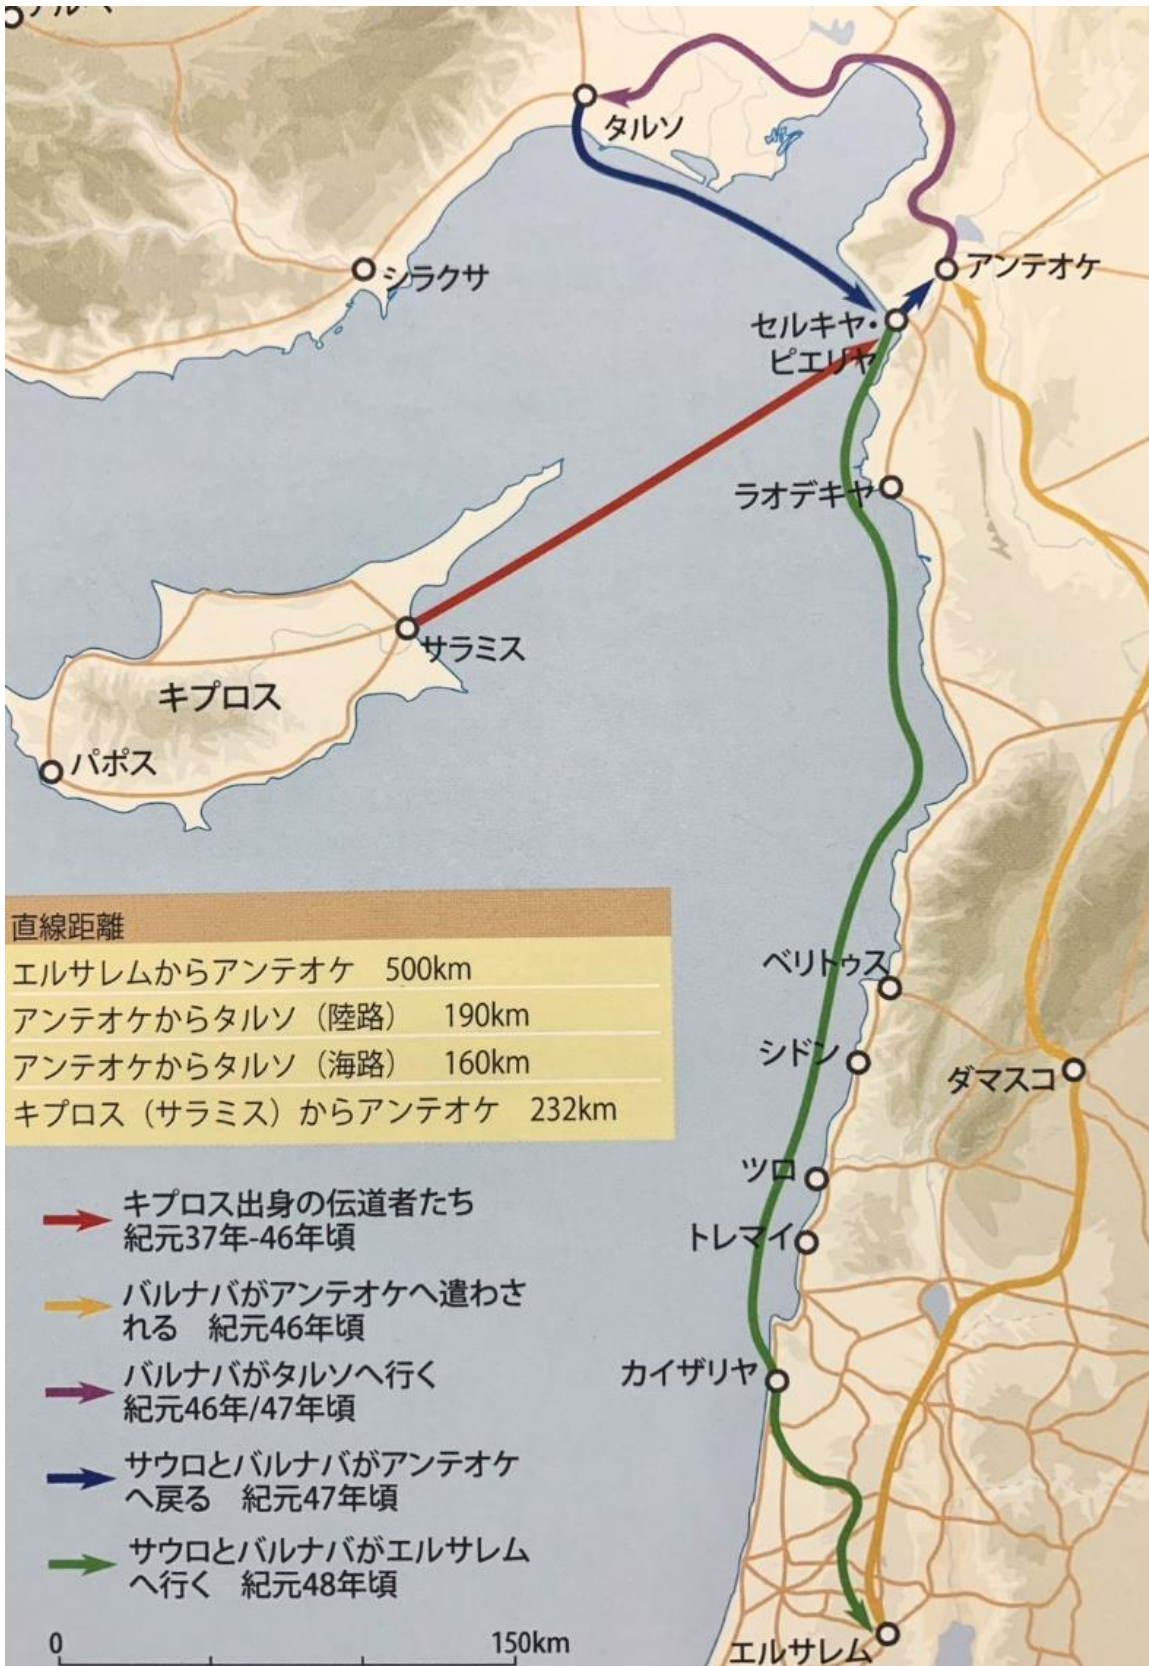 タルソ
シラクサ
アンテオケ
セルキヤ・
ピエリヤ
ラオデキヤ
サラミス
キプロス
パポス
直線距離
エルサレムからアンテオケ 500km
アンテオケからタルソ（陸路） 190km
アンテオケからタルソ（海路） 160km
キプロス（サラミス）からアンテオケ 232km
ベリトゥス
シドン
ダマスコ
ツロ
トレマイ
カイザリヤ
エルサレム
キプロス出身の伝道者たち
紀元37年-46年頃
バルナバがアンテオケへ遣わさ
れる 紀元46年頃
バルナバがタルソへ行く
紀元46年/47年頃
サウロとバルナバがアンテオケ
へ戻る 紀元47年頃
サウロとバルナバがエルサレム
へ行く 紀元48年頃
0 150km